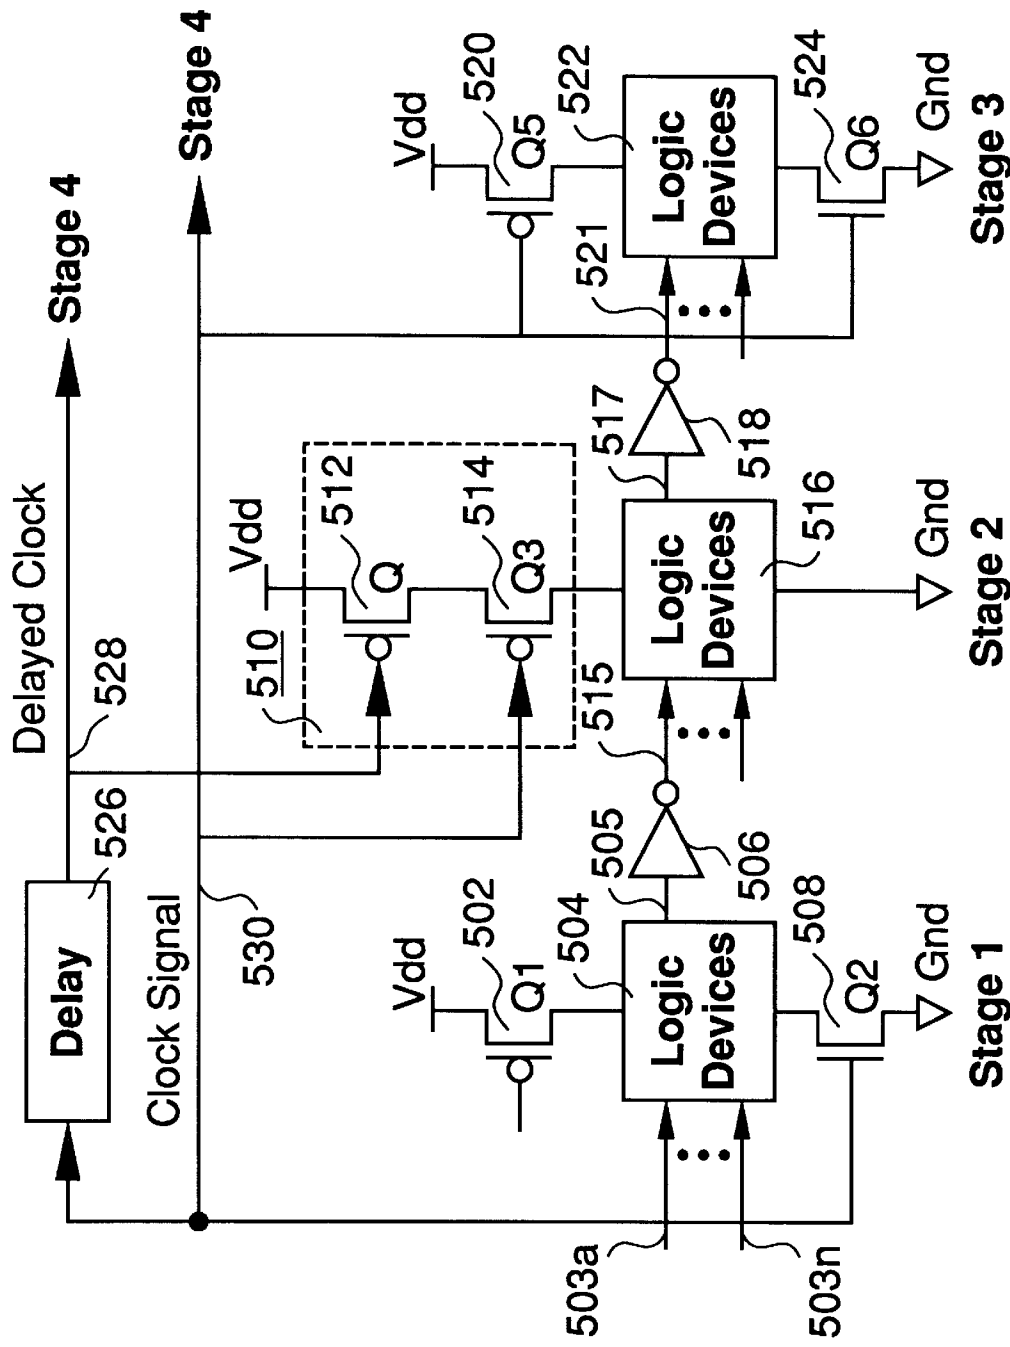 Delayed Clock
Stage 4
528
Delay
526
Clock Signal
530
Stage 4
Vdd
510
512
Q
514
Q3
Vdd
502
Q1
Vdd
520
Q5
503a
503n
504
Logic
Devices
505
506
515
Logic
Devices
516
517
518
521
522
Logic
Devices
508
Q2
Gnd
Gnd
524
Q6
Gnd
Stage 1
Stage 2
Stage 3